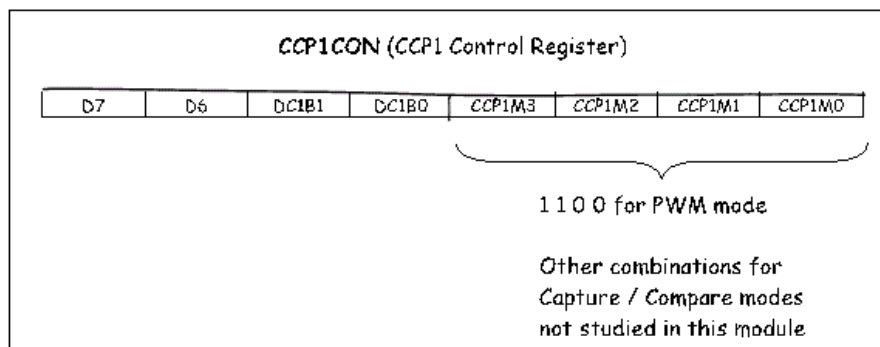 CCP1CON (CCP1 Control Register)
D7 D6 DC1B1 DC1B0 CCP1M3 CCP1M2 CCP1M1 CCP1M0
1 1 0 0 for PWM mode
Other combinations for
Capture / Compare modes
not studied in this module